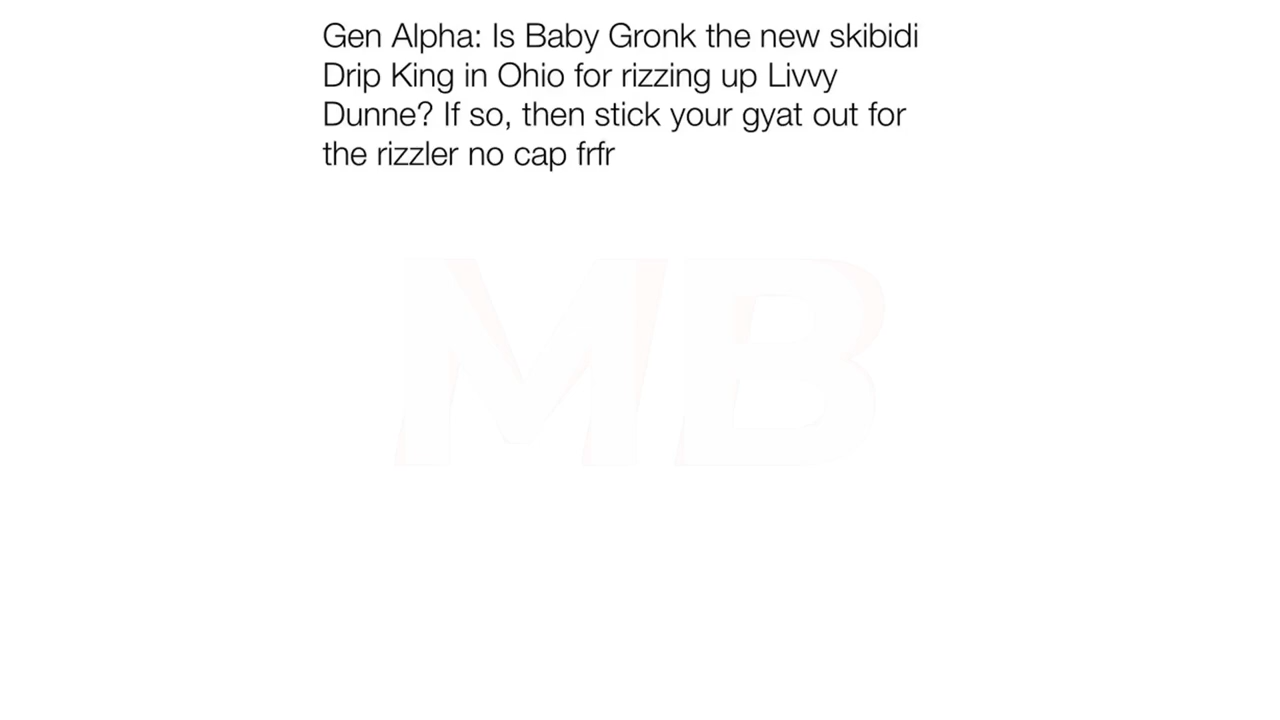 Gen Alpha: Is Baby Gronk the new skibidi
Drip King in Ohio for rizzing up Livvy
Dunne? If so, then stick your gyat out for
the rizzler no cap frfr
MB